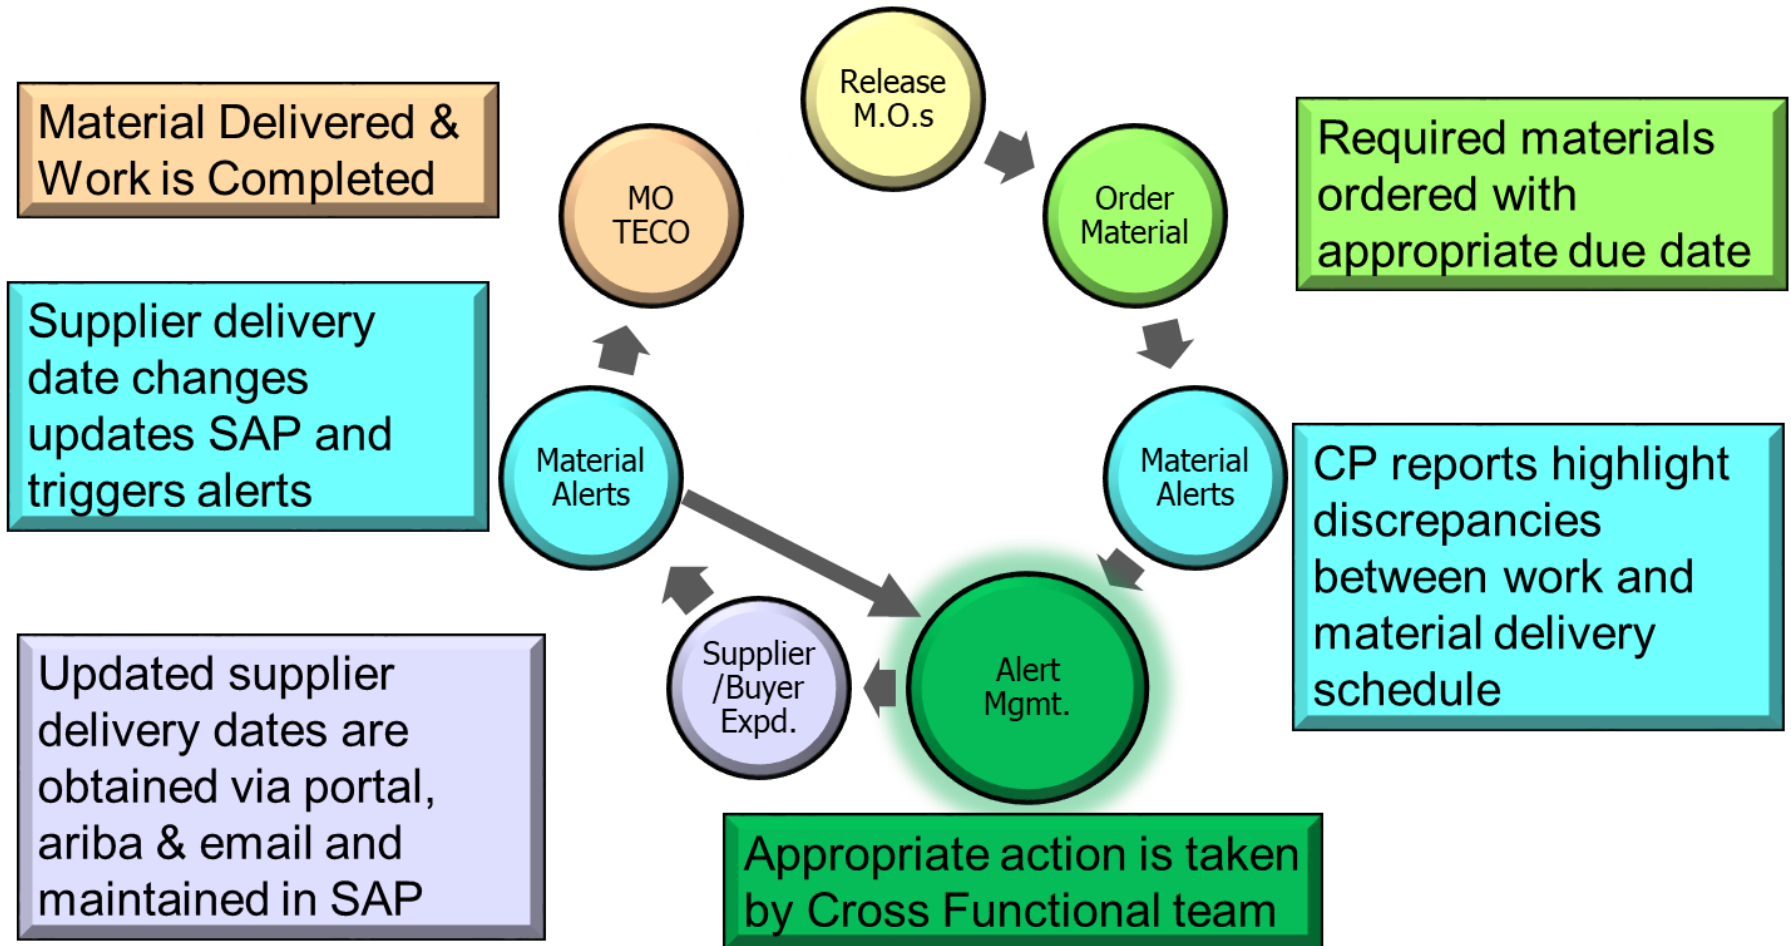 Release
M.O.s
Material Delivered &
Work is Completed
MO
TECO
Order
Material
Required materials
ordered with
appropriate due date
Supplier delivery
date changes
updates SAP and
triggers alerts
Material
Alerts
Material
Alerts
CP reports highlight
discrepancies
between work and
material delivery
schedule
Updated supplier
delivery dates are
obtained via portal,
ariba & email and
maintained in SAP
Supplier
/Buyer
Expd.
Alert
Mgmt.
Appropriate action is taken
by Cross Functional team